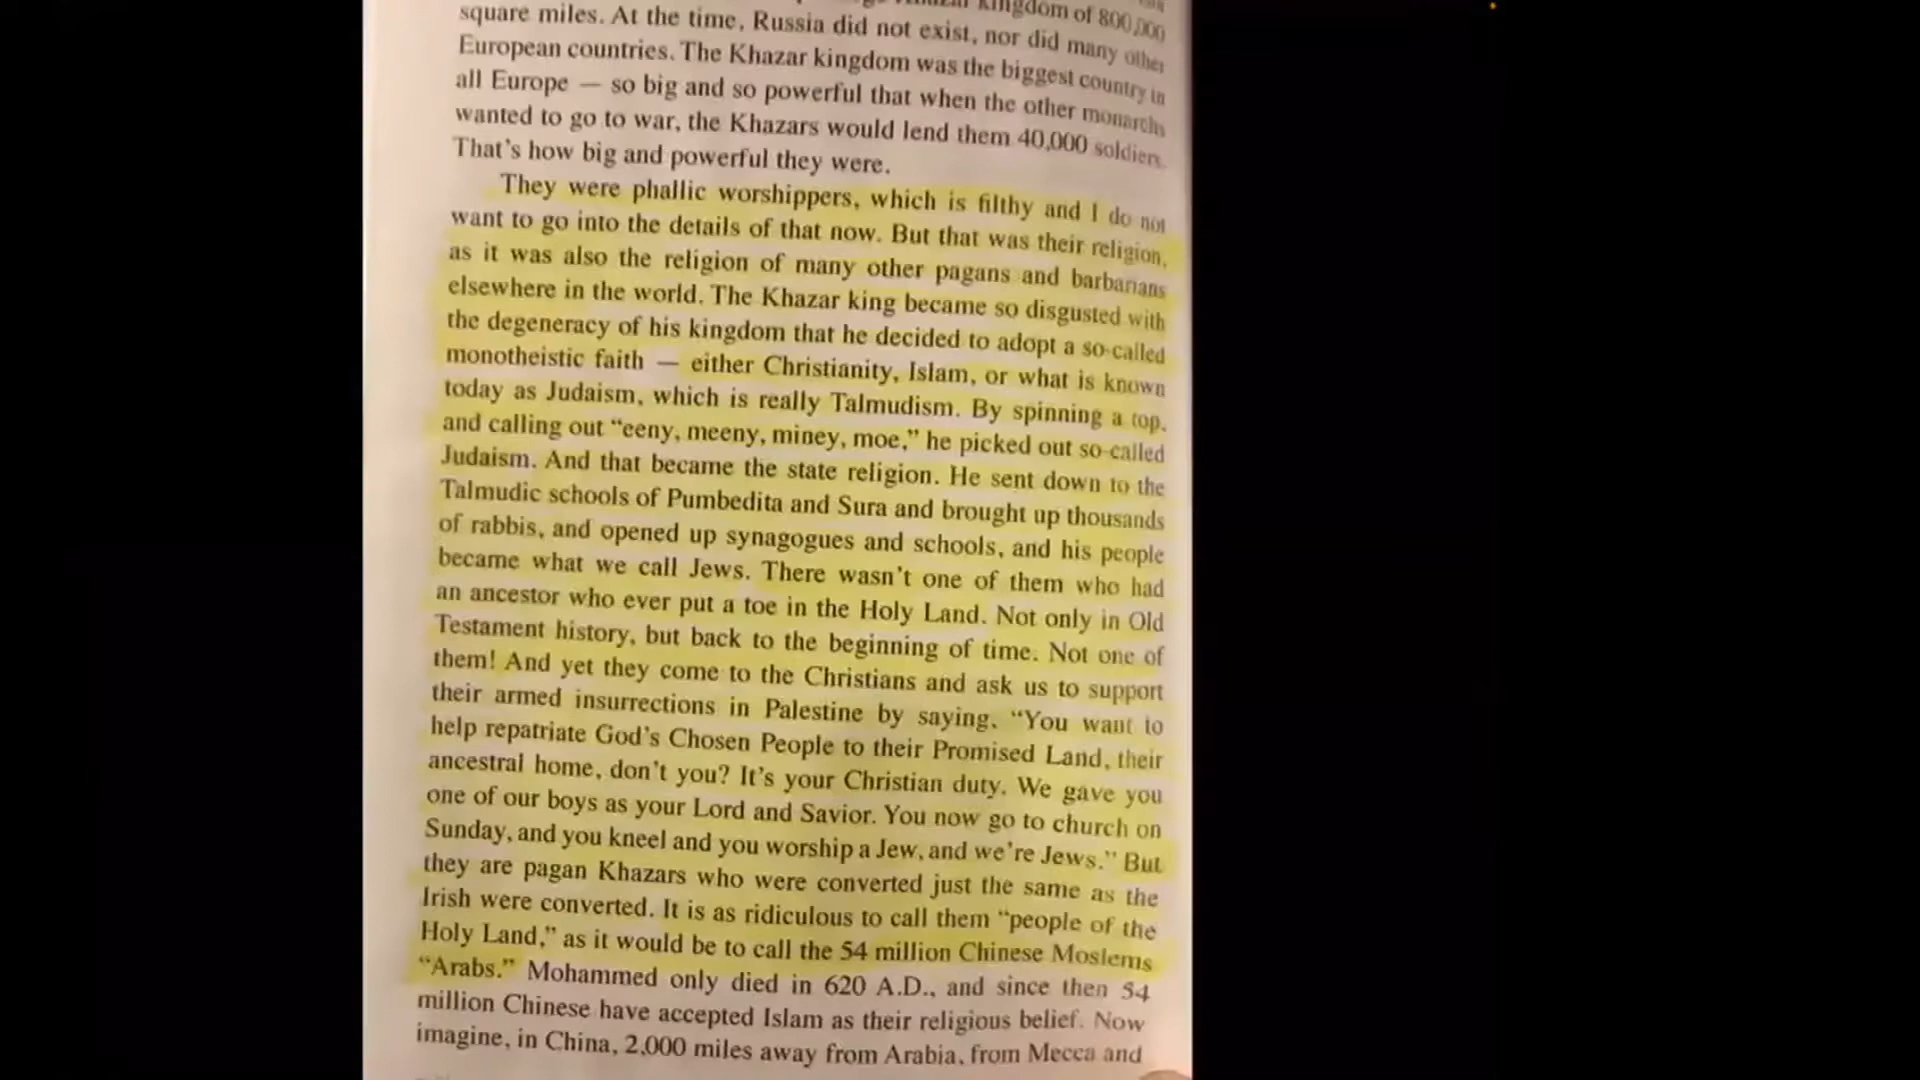 kingdom of 800,000
square miles. At the time, Russia did not exist, nor did many other
European countries. The Khazar kingdom was the biggest country in
all Europe — so big and so powerful that when the other monarchs
wanted to go to war, the Khazars would lend them 40,000 soldiers.
That's how big and powerful they were.
They were phallic worshippers, which is filthy and I do not
want to go into the details of that now. But that was their religion,
as it was also the religion of many other pagans and barbarians
elsewhere in the world. The Khazar king became so disgusted with
the degeneracy of his kingdom that he decided to adopt a so-called
monotheistic faith — either Christianity, Islam, or what is known
today as Judaism, which is really Talmudism. By spinning a top,
and calling out "eeny, meeny, miney, moe," he picked out so-called
Judaism. And that became the state religion. He sent down to the
Talmudic schools of Pumbedita and Sura and brought up thousands
of rabbis, and opened up synagogues and schools, and his people
became what we call Jews. There wasn't one of them who had
an ancestor who ever put a toe in the Holy Land. Not only in Old
Testament history, but back to the beginning of time. Not one of
them! And yet they come to the Christians and ask us to support
their armed insurrections in Palestine by saying, "You want to
help repatriate God's Chosen People to their Promised Land, their
ancestral home, don't you? It's your Christian duty. We gave you
one of our boys as your Lord and Savior. You now go to church on
Sunday, and you kneel and you worship a Jew, and we're Jews." But
they are pagan Khazars who were converted just the same as the
Irish were converted. It is as ridiculous to call them "people of the
Holy Land," as it would be to call the 54 million Chinese Moslems
"Arabs." Mohammed only died in 620 A.D., and since then 54
million Chinese have accepted Islam as their religious belief. Now
imagine, in China, 2,000 miles away from Arabia, from Mecca and